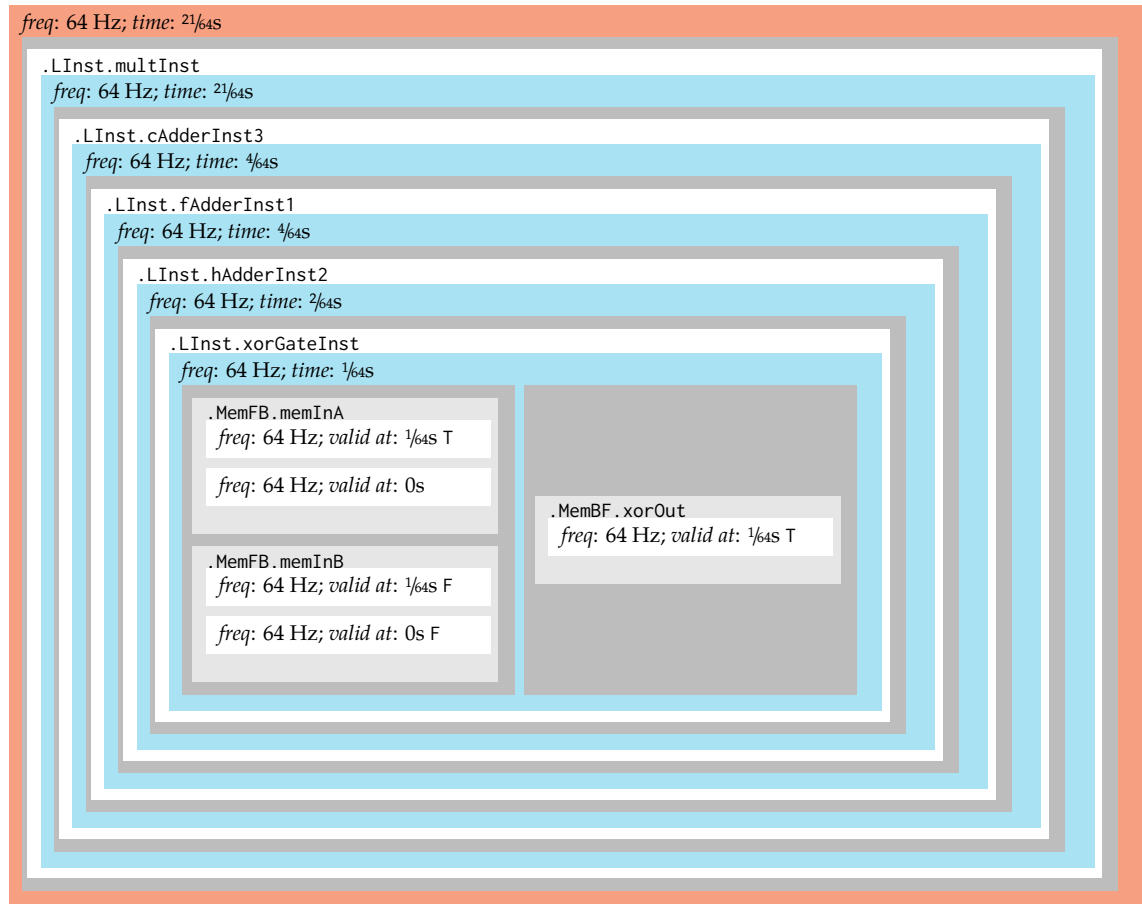 freq: 64 Hz; time: 21/64s
.LInst.multInst
freq: 64 Hz; time: 21/64s
.LInst.cAdderInst3
freq: 64 Hz; time: 4/64s
.LInst.fAdderInst1
freq: 64 Hz; time: 4/64s
.LInst.hAdderInst2
freq: 64 Hz; time: 2/64s
.LInst.xorGateInst
freq: 64 Hz; time: 1/64s
.MemFB.memInA
freq: 64 Hz; valid at: 1/64s T
freq: 64 Hz; valid at: 0s
.MemFB.memInB
freq: 64 Hz; valid at: 1/64s F
freq: 64 Hz; valid at: 0s F
.MemBF.xorOut
freq: 64 Hz; valid at: 1/64s T